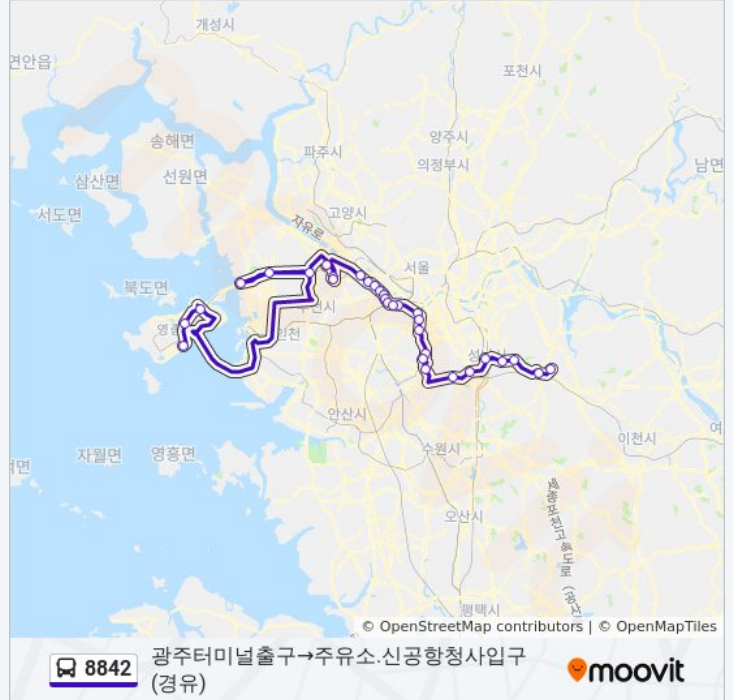 개성시
연안읍
포천시
송해면
파주시
양주시
의정부시
남면
삼산면
선원면
서도면
고양시
자유로
서울
북도면
인천
안산시
수원시
이천시
자월면
영흥면
오산시
평택시
© OpenStreetMap contributors | © OpenMapTiles
8842
광주터미널출구→주유소.신공항청사입구
(경유)
moovit